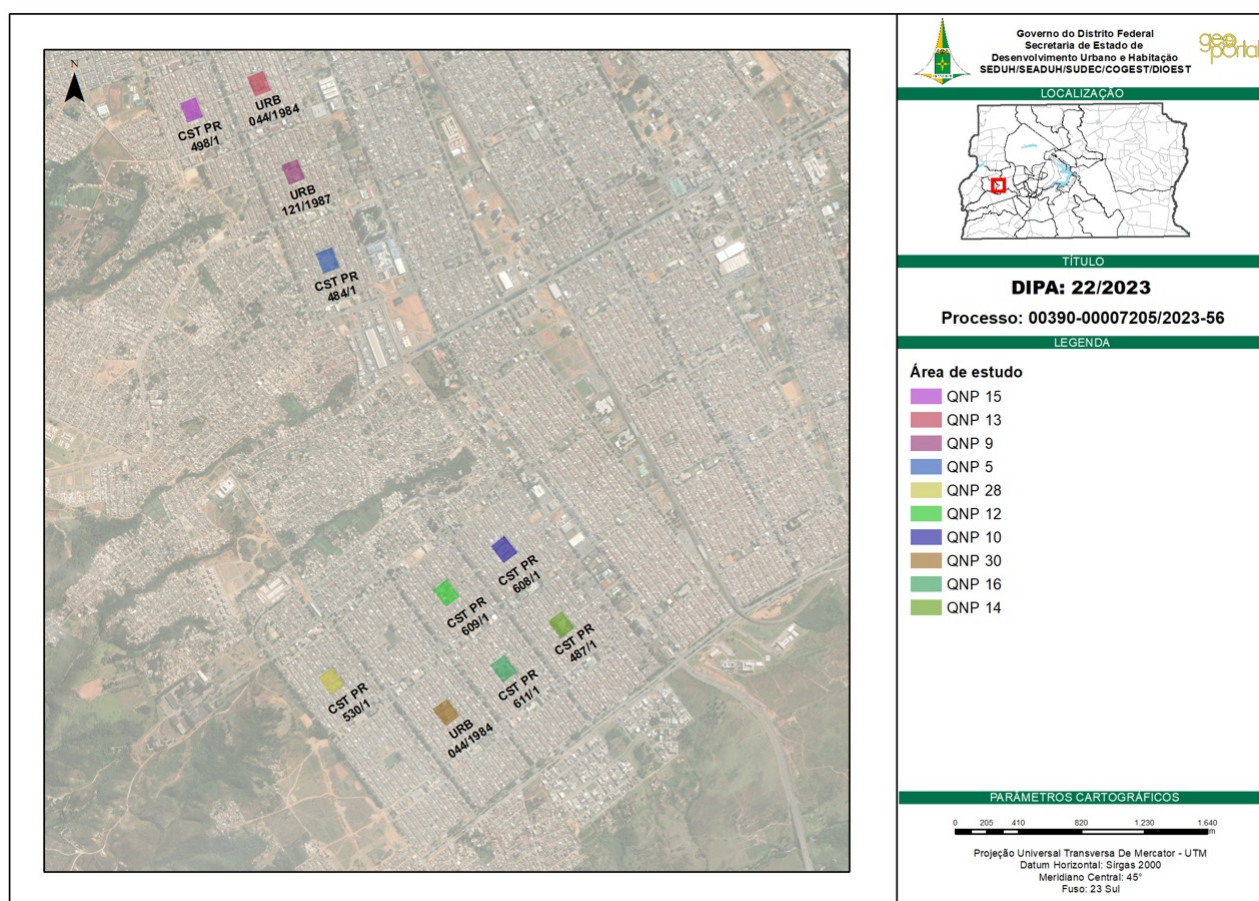 N
URB
044/1984
CST PR
498/1
URB
121/1987
CST PR
484/1
CST PR
608/1
CST PR
609/1
CST PR
487/1
CST PR
611/1
CST PR
530/1
URB
044/1984
Governo do Distrito Federal
Secretaria de Estado de
Desenvolvimento Urbano e Habitação
SEDUH/SEADUH/SUDEC/COGEST/DIOEST
geo
portal
LOCALIZAÇÃO
TÍTULO
DIPA: 22/2023
Processo: 00390-00007205/2023-56
LEGENDA
Área de estudo
QNP 15
QNP 13
QNP 9
QNP 5
QNP 28
QNP 12
QNP 10
QNP 30
QNP 16
QNP 14
PARÂMETROS CARTOGRÁFICOS
0 205 410 820 1.230 1.640
m
Projeção Universal Transversa De Mercator - UTM
Datum Horizontal: Sirgas 2000
Meridiano Central: 45°
Fuso: 23 Sul